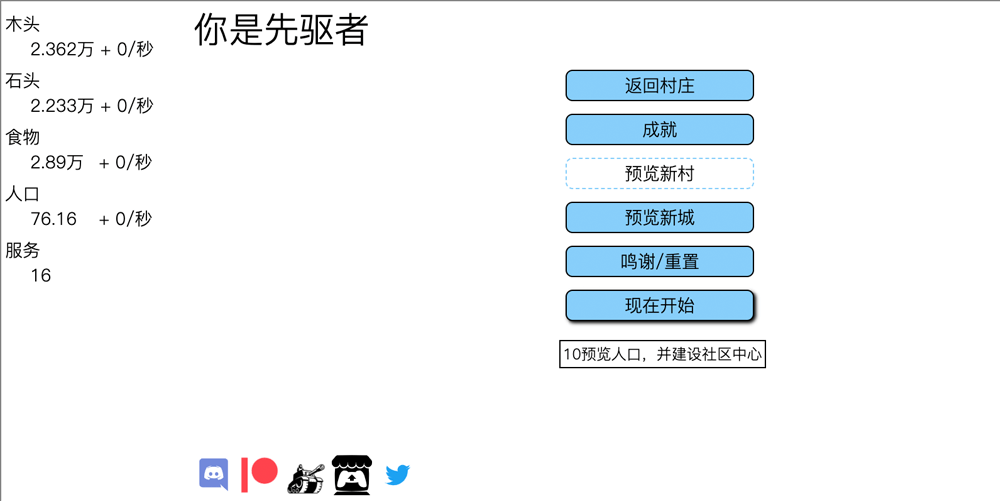 木头
2.362万 + 0/秒
石头
2.233万 + 0/秒
食物
2.89万 + 0/秒
人口
76.16 + 0/秒
服务
16
你是先驱者
返回村庄
成就
预览新村
预览新城
鸣谢/重置
现在开始
10预览人口，并建设社区中心